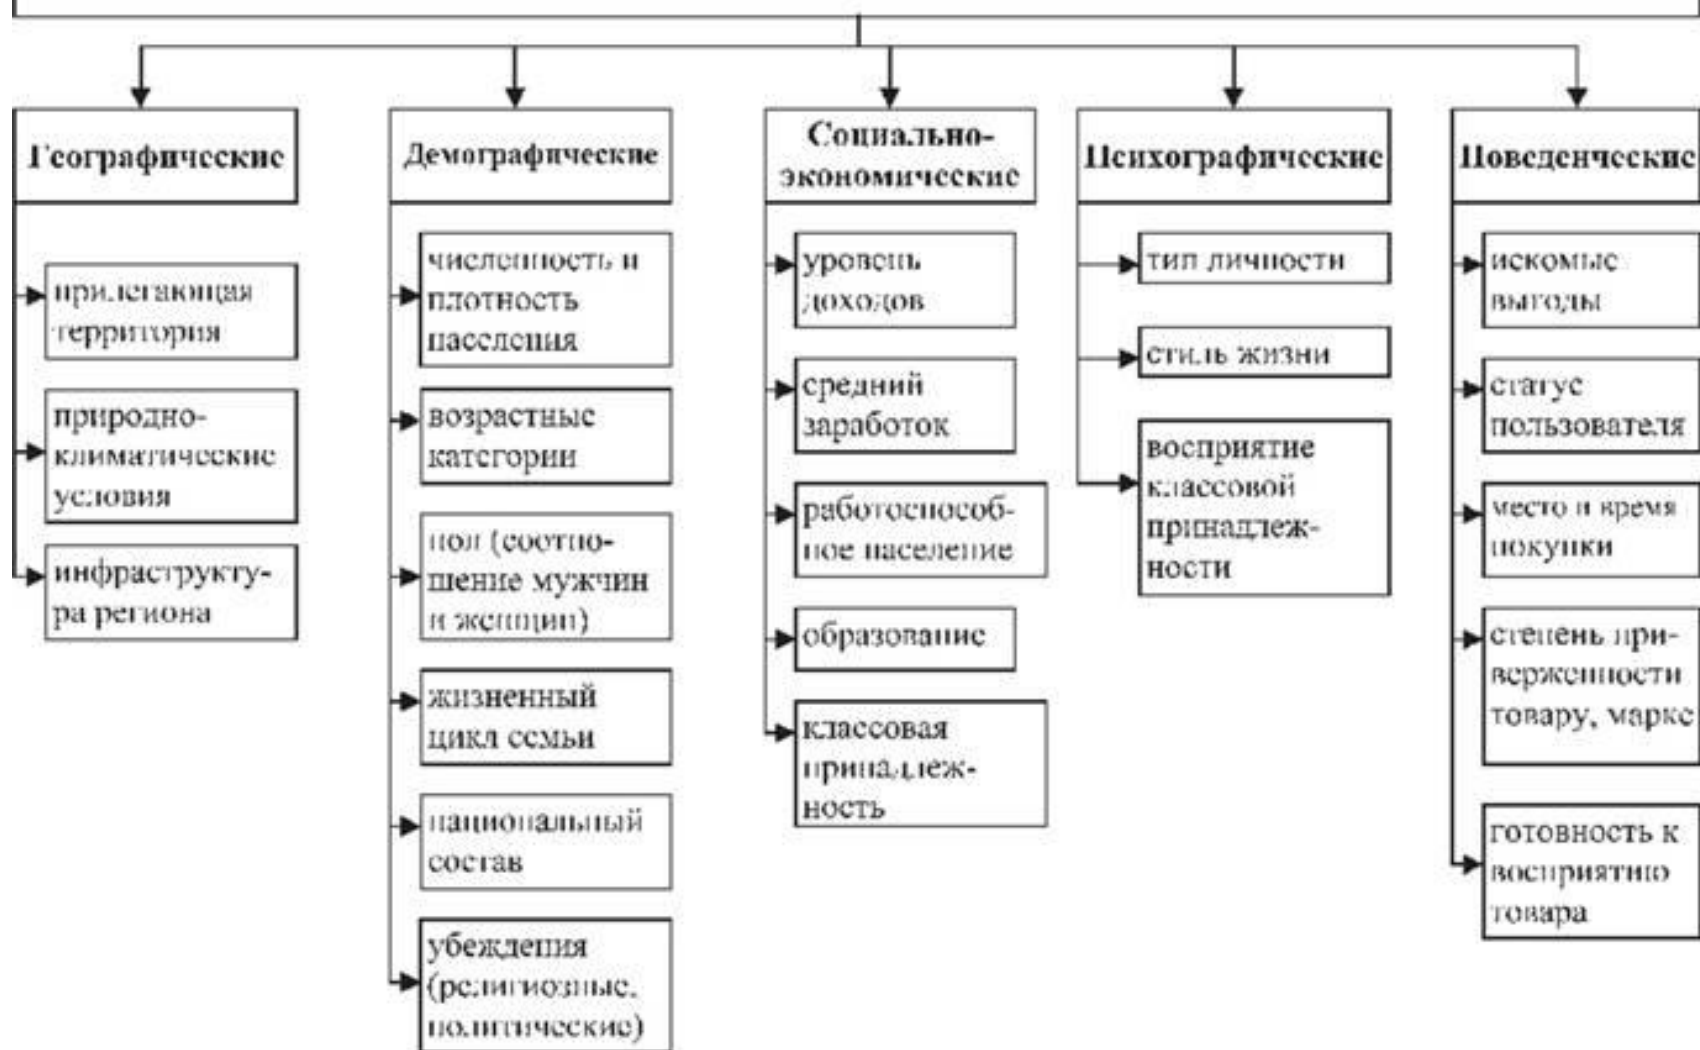 Географические
прилегающая
территория
природно-
климатические
условия
инфраструкту-
ра региона
Демографические
численность и
плотность
населения
возрастные
категории
пол (соотно-
шение мужчин
и женщин)
жизненный
цикл семьи
национальный
состав
убеждения
(религиозные,
политические)
Социально-
экономические
уровень
доходов
средний
заработок
работоспособ-
ное население
образование
классовая
принадлеж-
ность
Психографические
тип личности
стиль жизни
восприятие
классовой
принадлеж-
ности
Поведенческие
искомые
выгоды
статус
пользователя
место и время
покупки
степень при-
верженности
товару, марке
готовность к
восприятию
товара